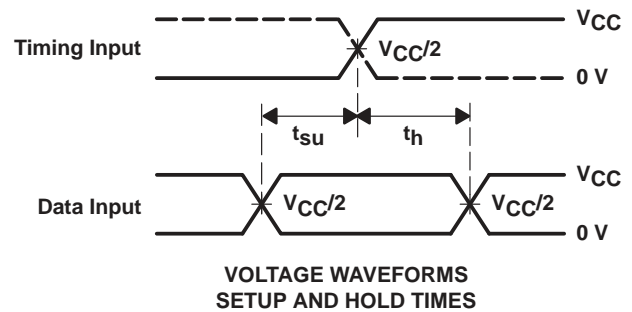 VCC
Timing Input
VCC/2
0 V
tsu
th
VCC
Data Input
VCC/2
VCC/2
0 V
VOLTAGE WAVEFORMS
SETUP AND HOLD TIMES